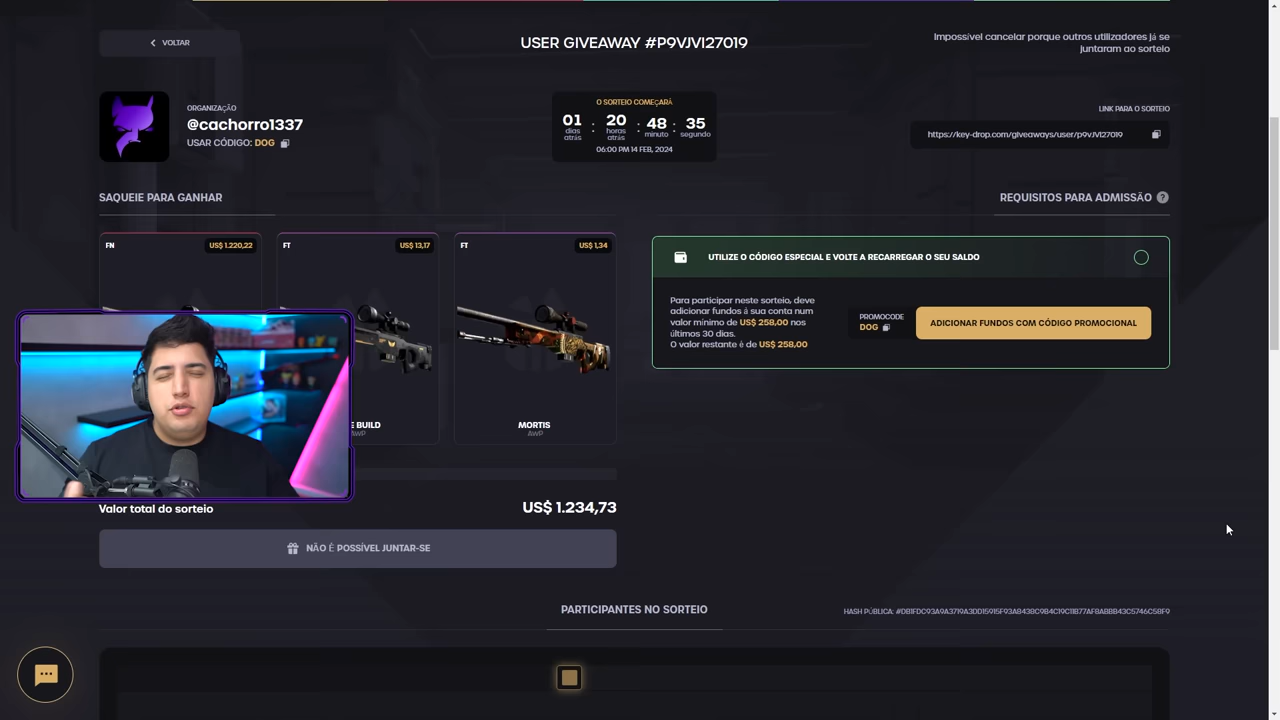 VOLTAR
USER GIVEAWAY #P9VJVI27019
Impossível cancelar porque outros utilizadores já se
juntaram ao sorteio
ORGANIZAÇÃO
@cachorro1337
USAR CÓDIGO: DOG
O SORTEIO COMEÇARÁ
01 : 20 : 48 : 35
dias atrás horas atrás minuto segundo
06:00 PM 14 FEB, 2024
LINK PARA O SORTEIO
https://key-drop.com/giveaways/user/p9vJVI27019
SAQUEIE PARA GANHAR
REQUISITOS PARA ADMISSÃO ?
FN US$ 1.220,22
FT US$ 13,17
FT US$ 1,34
E BUILD
MORTIS
AWP
AWP
UTILIZE O CÓDIGO ESPECIAL E VOLTE A RECARREGAR O SEU SALDO
Para participar neste sorteio, deve
adicionar fundos à sua conta num
valor mínimo de US$ 258,00 nos
últimos 30 dias.
O valor restante é de US$ 258,00
PROMOCODE
DOG
ADICIONAR FUNDOS COM CÓDIGO PROMOCIONAL
Valor total do sorteio US$ 1.234,73
NÃO É POSSÍVEL JUNTAR-SE
PARTICIPANTES NO SORTEIO
HASH PÚBLICA: